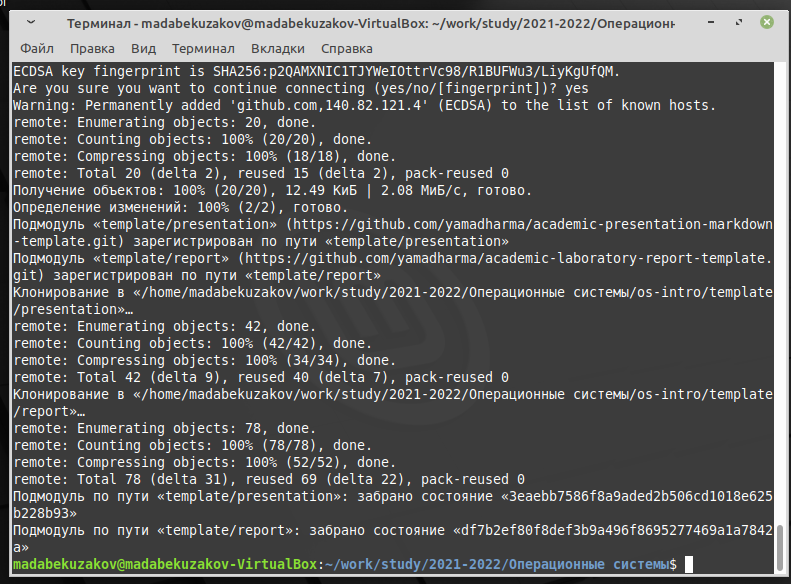 Терминал - madabekuzakov@madabekuzakov-VirtualBox: ~/work/study/2021-2022/Операционн
Файл Правка Вид Терминал Вкладки Справка
ECDSA key fingerprint is SHA256:p2QAMXNIC1TJYWeIOttrVc98/R1BUFWu3/LiyKgUfQM.
Are you sure you want to continue connecting (yes/no/[fingerprint])? yes
Warning: Permanently added 'github.com,140.82.121.4' (ECDSA) to the list of known hosts.
remote: Enumerating objects: 20, done.
remote: Counting objects: 100% (20/20), done.
remote: Compressing objects: 100% (18/18), done.
remote: Total 20 (delta 2), reused 15 (delta 2), pack-reused 0
Получение объектов: 100% (20/20), 12.49 КиБ | 2.08 МиБ/с, готово.
Определение изменений: 100% (2/2), готово.
Подмодуль «template/presentation» (https://github.com/yamadharma/academic-presentation-markdown
-template.git) зарегистрирован по пути «template/presentation»
Подмодуль «template/report» (https://github.com/yamadharma/academic-laboratory-report-template.
git) зарегистрирован по пути «template/report»
Клонирование в «/home/madabekuzakov/work/study/2021-2022/Операционные системы/os-intro/template
/presentation»…
remote: Enumerating objects: 42, done.
remote: Counting objects: 100% (42/42), done.
remote: Compressing objects: 100% (34/34), done.
remote: Total 42 (delta 9), reused 40 (delta 7), pack-reused 0
Клонирование в «/home/madabekuzakov/work/study/2021-2022/Операционные системы/os-intro/template
/report»…
remote: Enumerating objects: 78, done.
remote: Counting objects: 100% (78/78), done.
remote: Compressing objects: 100% (52/52), done.
remote: Total 78 (delta 31), reused 69 (delta 22), pack-reused 0
Подмодуль по пути «template/presentation»: забрано состояние «3eaebb7586f8a9aded2b506cd1018e625
b228b93»
Подмодуль по пути «template/report»: забрано состояние «df7b2ef80f8def3b9a496f8695277469a1a7842
a»
madabekuzakov@madabekuzakov-VirtualBox:~/work/study/2021-2022/Операционные системы$